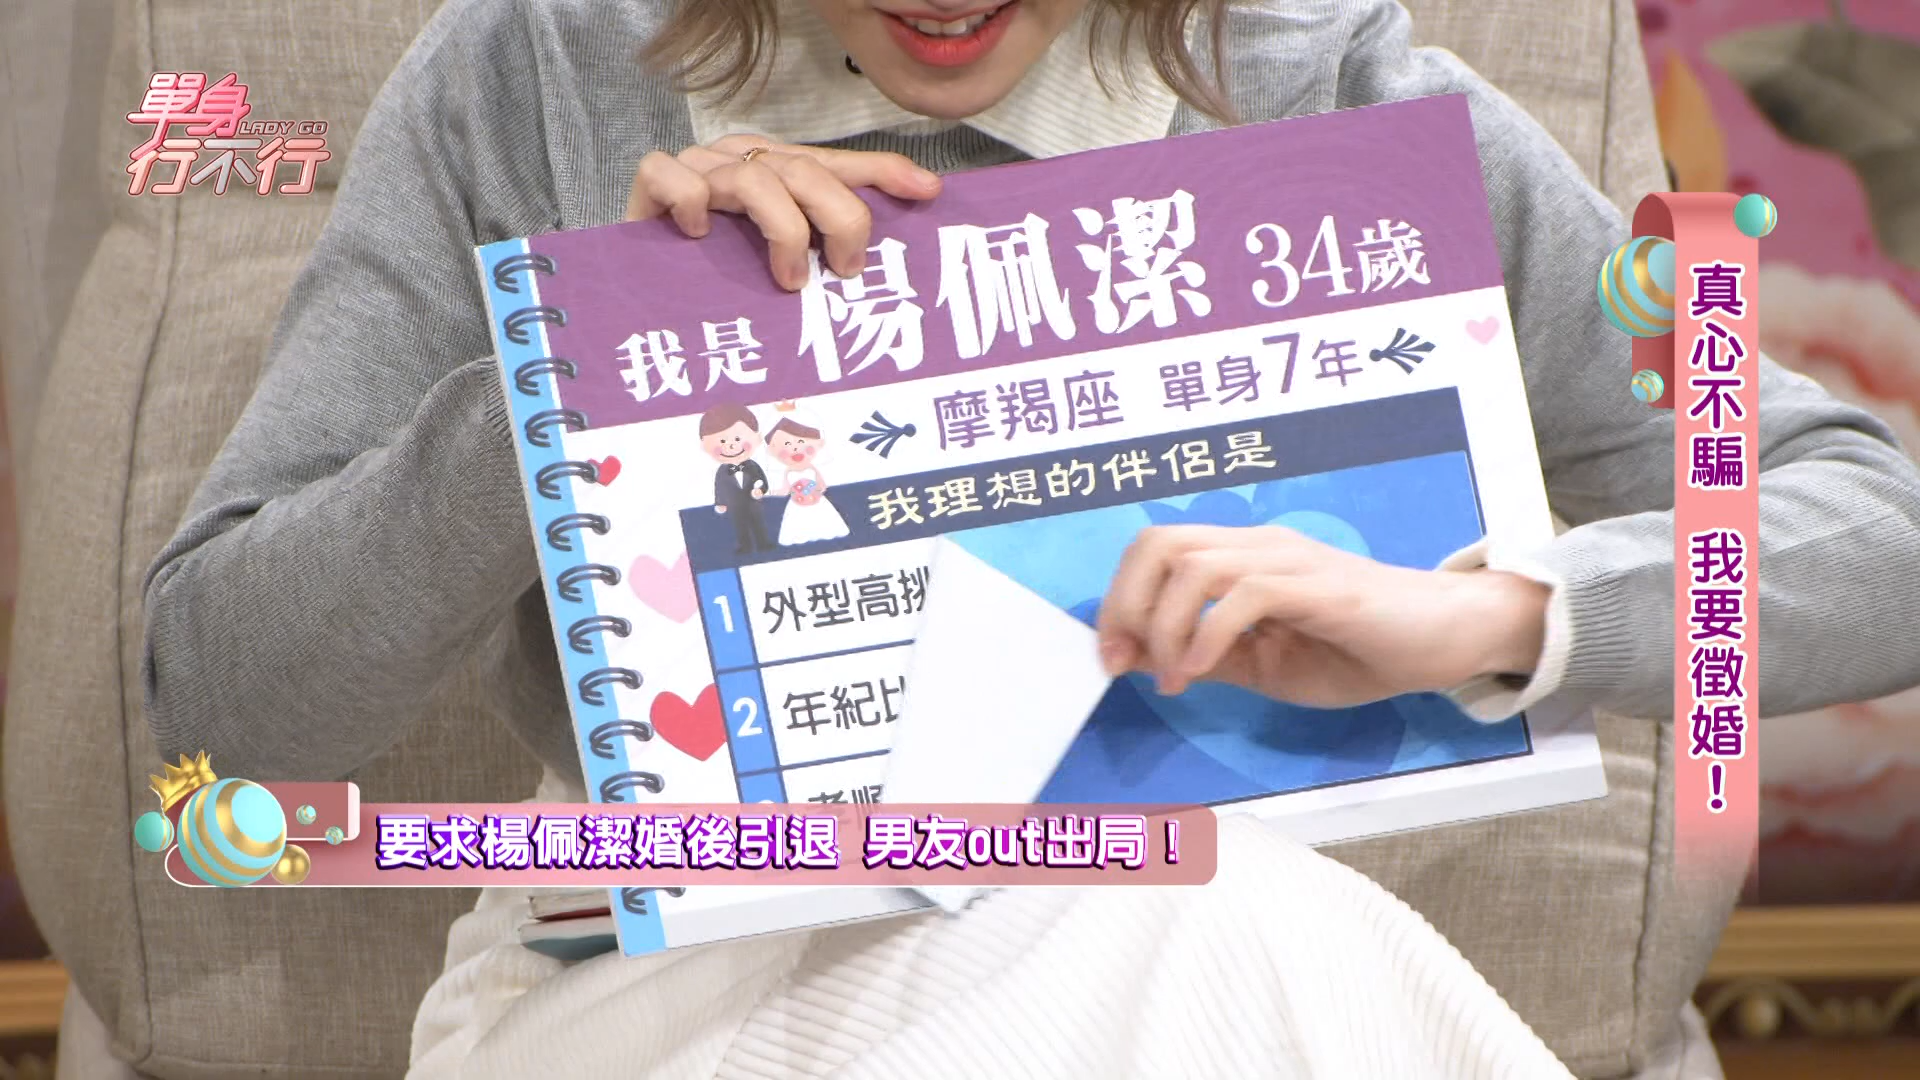 單身
LADY GO
行不行
我是 楊佩潔 34歲
摩羯座 單身7年
我理想的伴侶是
1 外型高挑
2 年紀比
真心不騙 我要徵婚！
要求楊佩潔婚後引退 男友out出局！